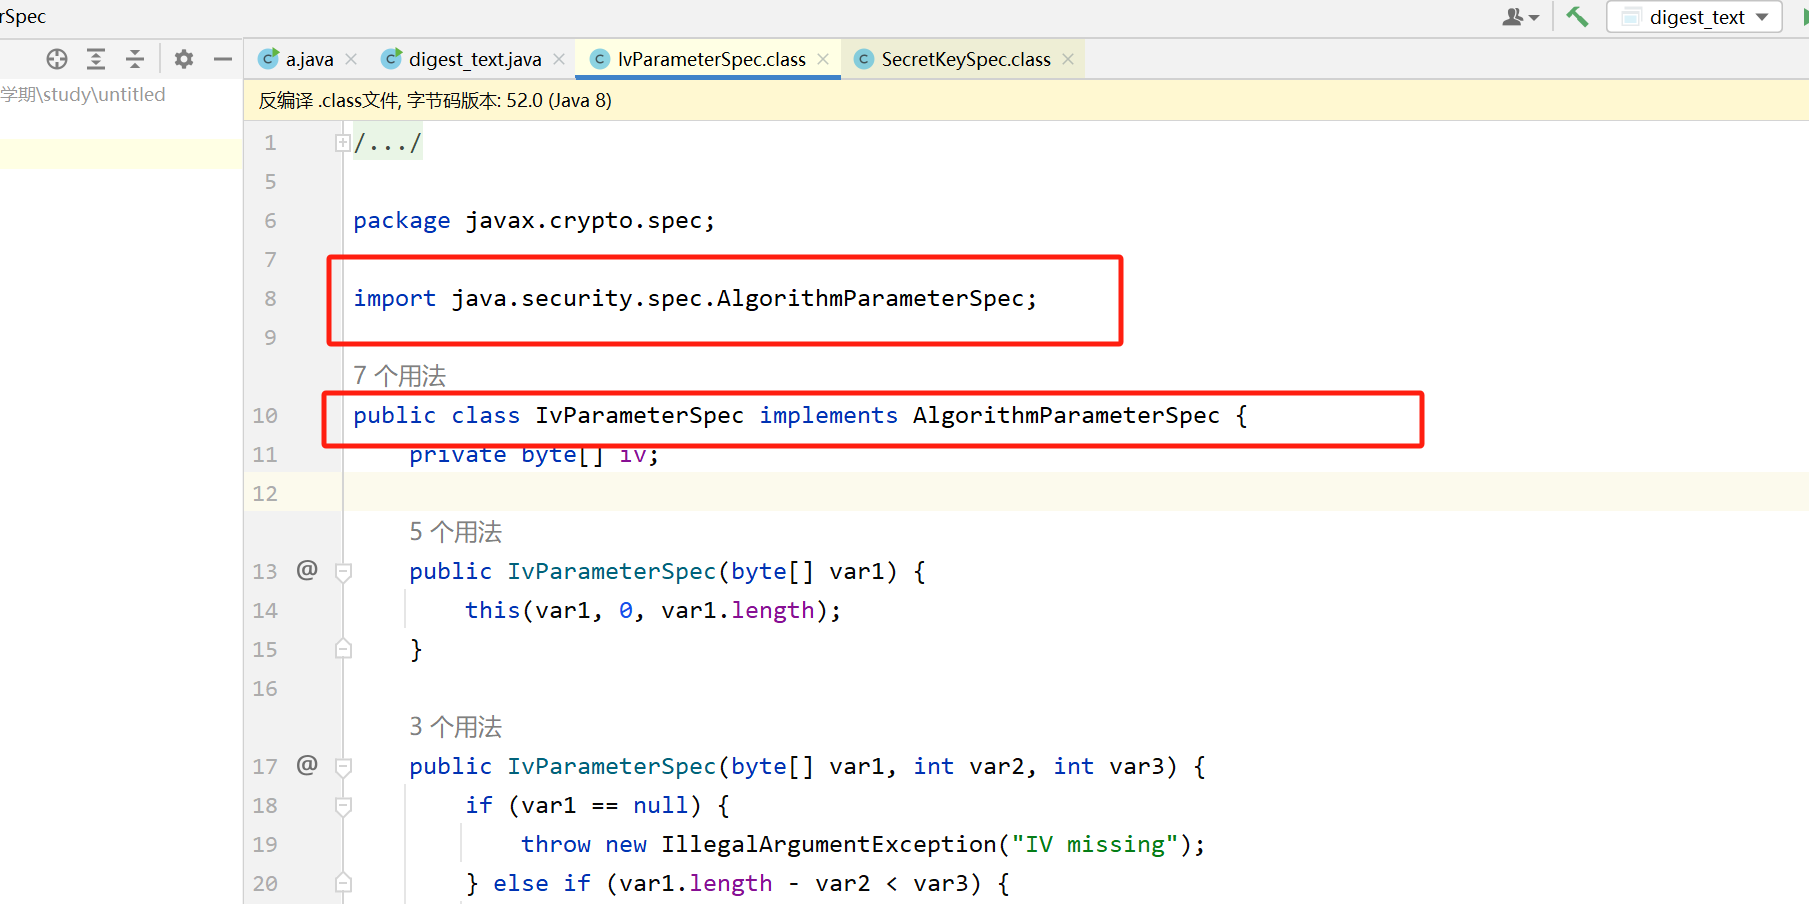 rSpec
digest_text
a.java
digest_text.java
IvParameterSpec.class
SecretKeySpec.class
学期\study\untitled
反编译 .class文件, 字节码版本: 52.0 (Java 8)
1 /.../
5
6 package javax.crypto.spec;
7
8 import java.security.spec.AlgorithmParameterSpec;
9
7 个用法
10 public class IvParameterSpec implements AlgorithmParameterSpec {
11 private byte[] iv;
12
5 个用法
13 @ public IvParameterSpec(byte[] var1) {
14 this(var1, 0, var1.length);
15 }
16
3 个用法
17 @ public IvParameterSpec(byte[] var1, int var2, int var3) {
18 if (var1 == null) {
19 throw new IllegalArgumentException("IV missing");
20 } else if (var1.length - var2 < var3) {